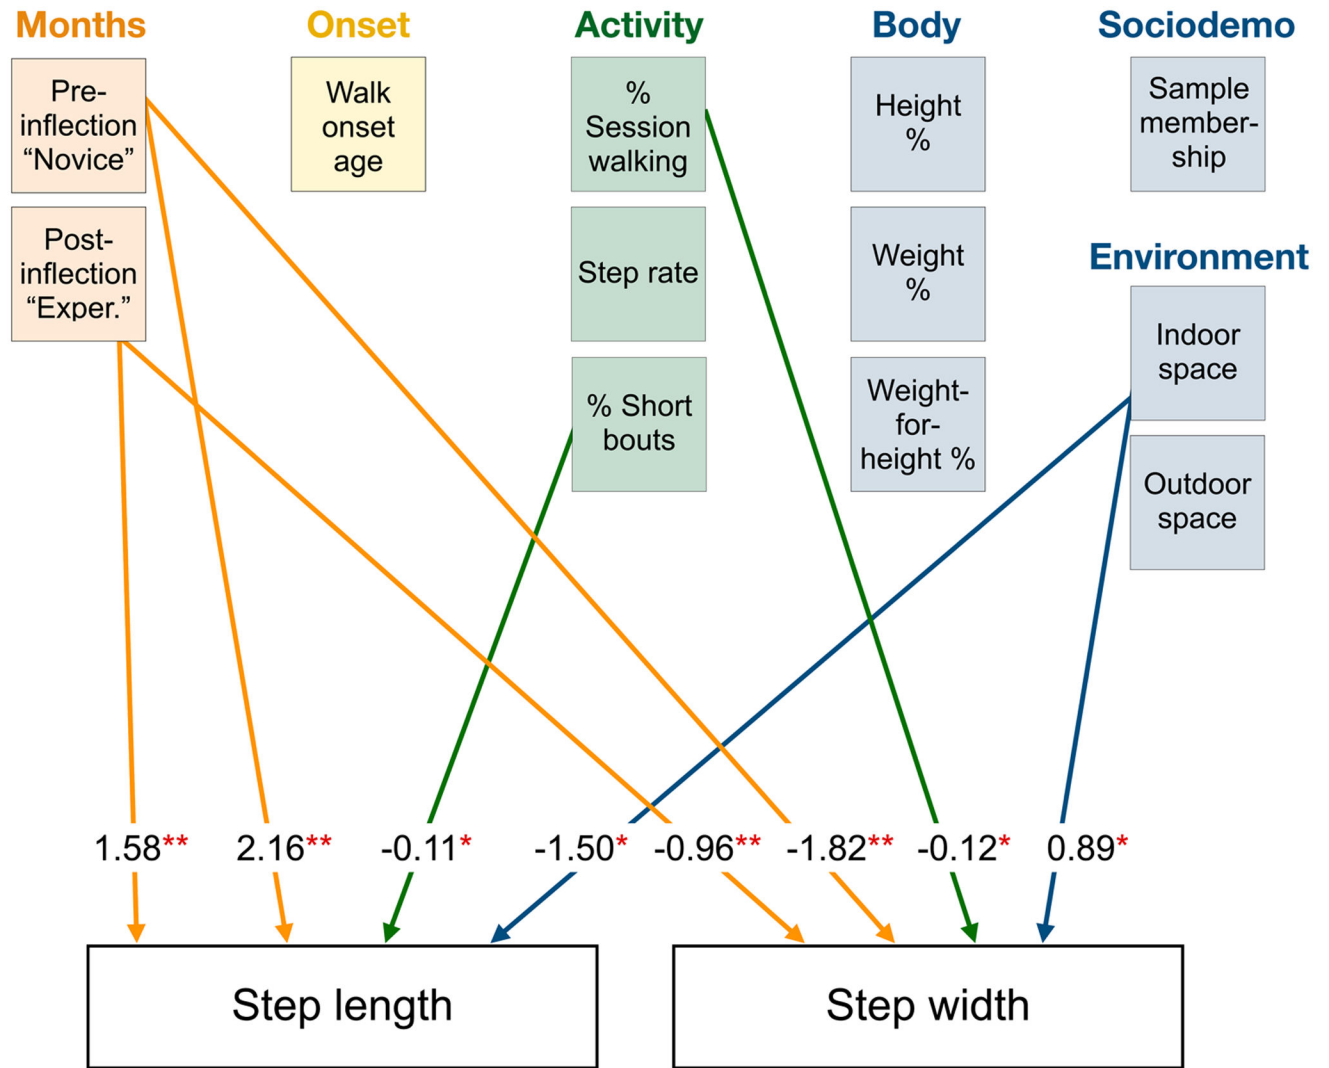 Months
Onset
Activity
Body
Sociodemo
Pre-
inflection
“Novice”
Walk
onset
age
%
Session
walking
Height
%
Sample
member-
ship
Post-
inflection
“Exper.”
Step rate
Weight
%
Environment
Indoor
space
% Short
bouts
Weight-
for-
height %
Outdoor
space
1.58** 2.16** -0.11* -1.50* -0.96** -1.82** -0.12* 0.89*
Step length
Step width